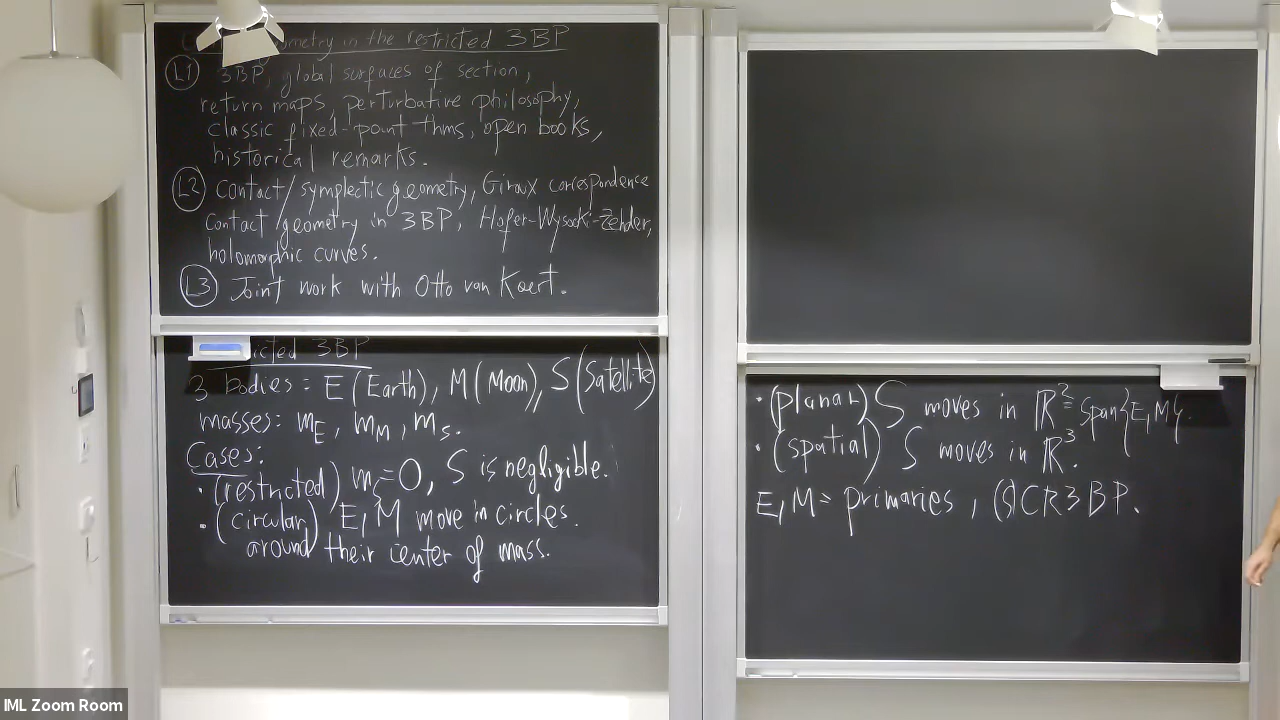 geometry in the restricted 3BP
L1 3BP, global surfaces of section,
return maps, perturbative philosophy,
classic fixed-point thms, open books,
historical remarks.
L2 Contact/symplectic geometry, Giroux correspondence
Contact geometry in 3BP, Hofer-Wysocki-Zehnder,
holomorphic curves.
L3 Joint work with Otto van Koert.
ricted 3BP
3 bodies: E (Earth), M (Moon), S (Satellite)
masses: m_E, m_M, m_S.
Cases:
· (restricted) m_S=0, S is negligible.
· (circular) E, M move in circles
around their center of mass.
· (planar) S moves in ℝ²=Span{E,M}.
· (spatial) S moves in ℝ³.
E, M = primaries, (S)CR3BP.
IML Zoom Room